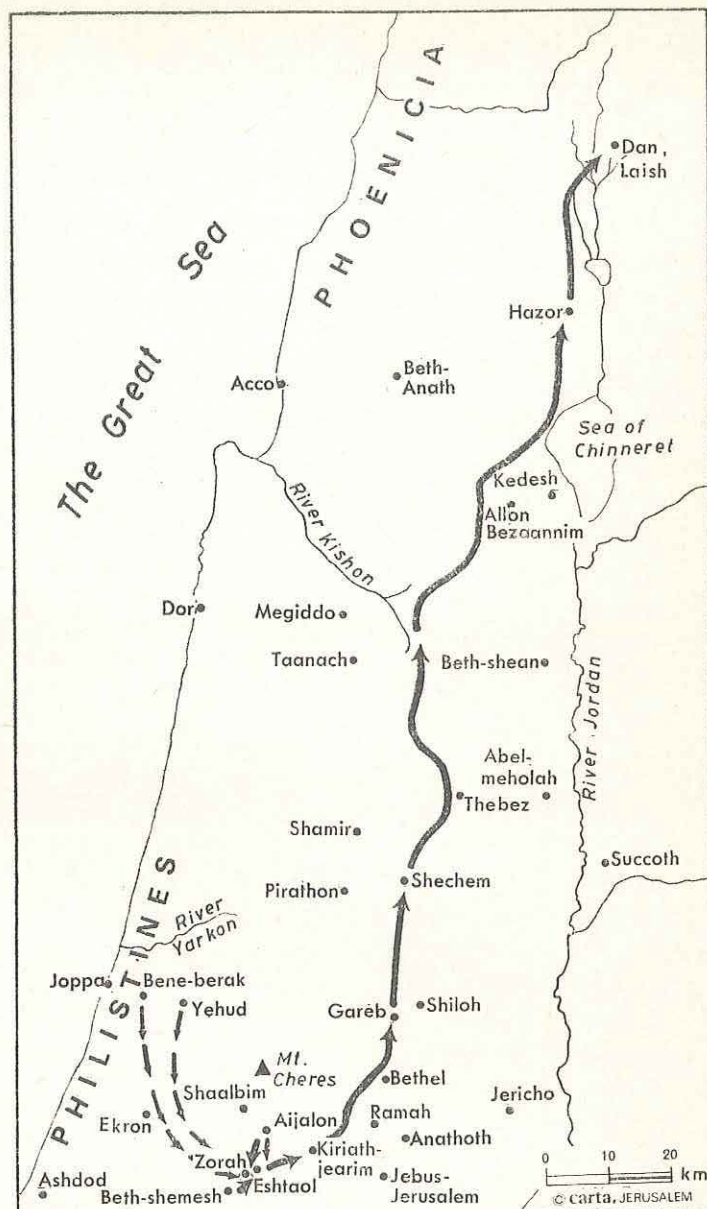 PHOENICIA
Dan,
Laish
The Great Sea
Hazor
Acco
Beth-
Anath
Sea of
Chinneret
Kedesh
Allon
Bezaannim
River Kishon
Dor
Megiddo
Taanach
Beth-shean
River Jordan
Abel-
meholah
Thebez
Shamir
Succoth
Shechem
Pirathon
PHILISTINES
River
Yarkon
Joppa
Bene-berak
Yehud
Gareb
Shiloh
Mt.
Cheres
Bethel
Shaalbim
Jericho
Ekron
Aijalon
Ramah
Anathoth
Kiriath-
jearim
Zorah
Eshtaol
Ashdod
Beth-shemesh
Jebus-
Jerusalem
0 10 20
km
© carta, JERUSALEM